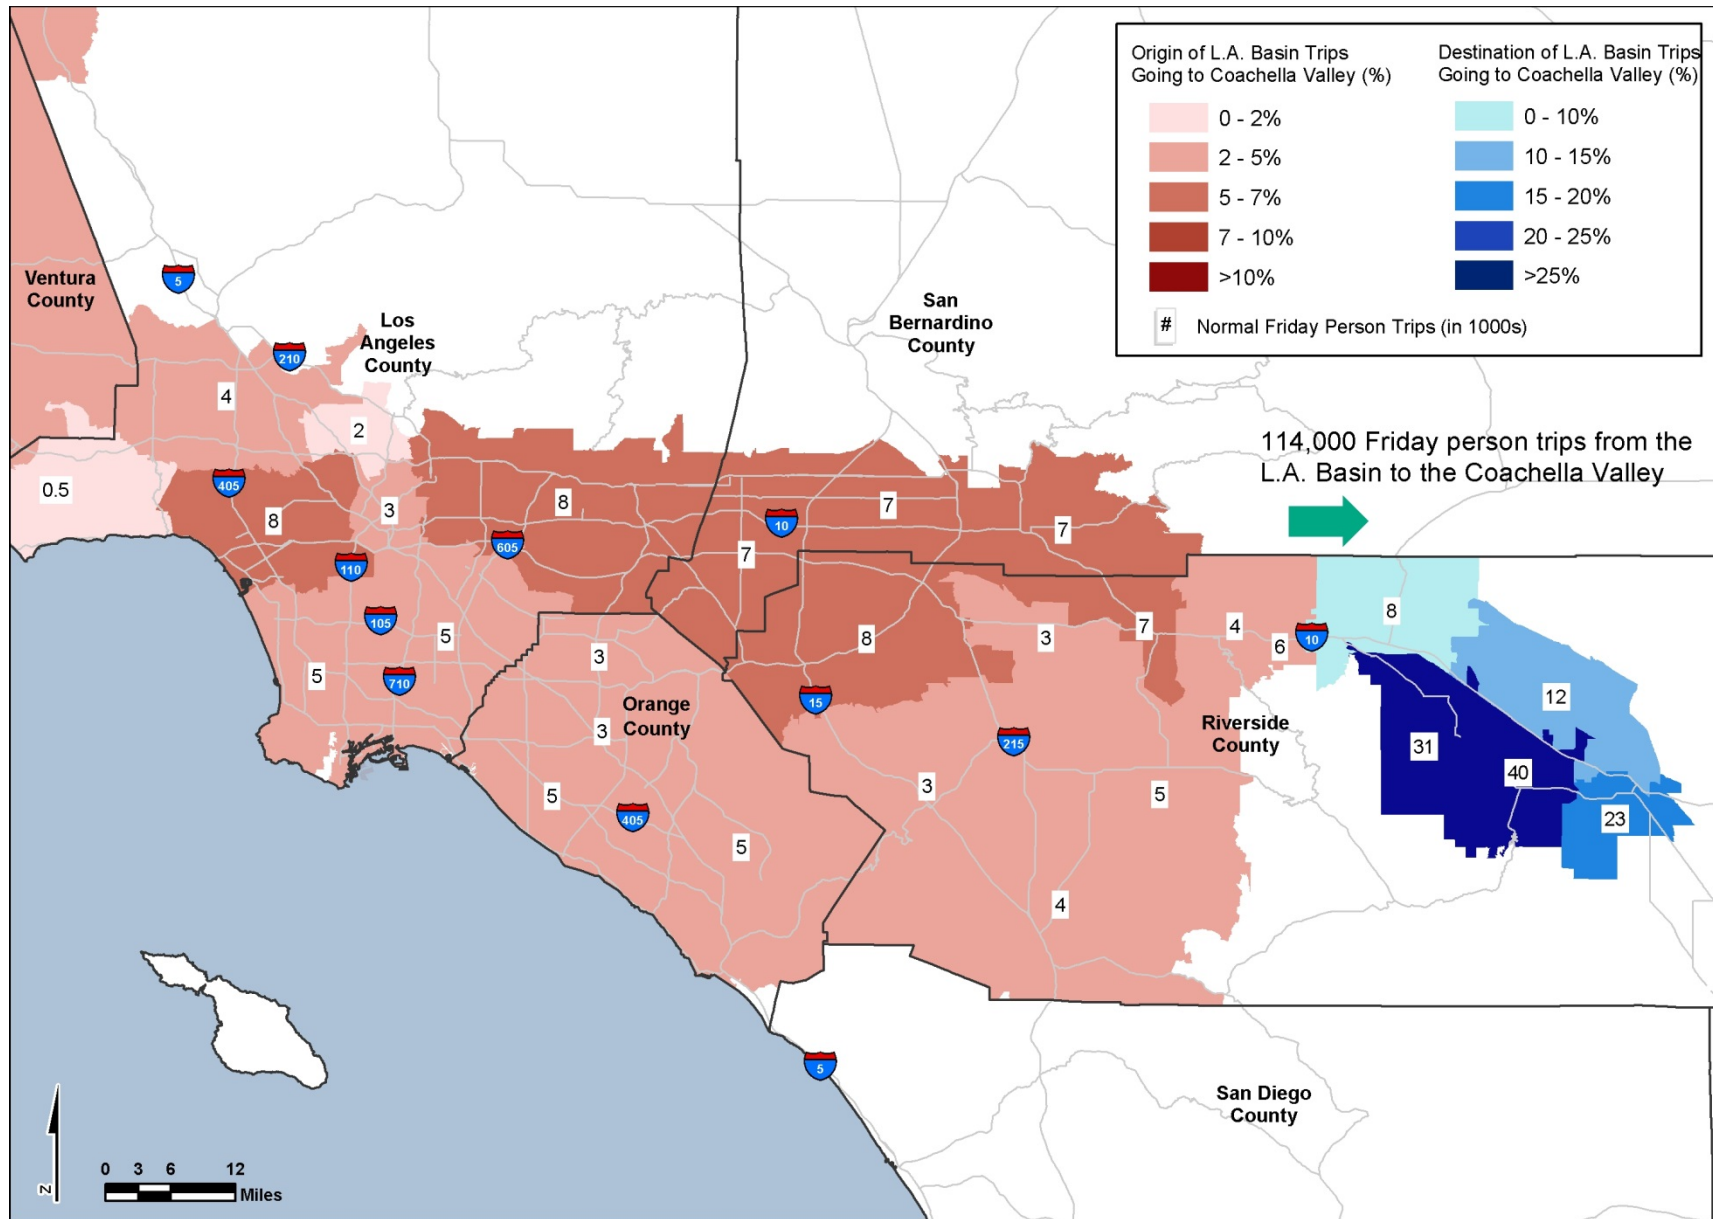 Origin of L.A. Basin Trips
Going to Coachella Valley (%)
0 - 2%
2 - 5%
5 - 7%
7 - 10%
>10%
Destination of L.A. Basin Trips
Going to Coachella Valley (%)
0 - 10%
10 - 15%
15 - 20%
20 - 25%
>25%
# Normal Friday Person Trips (in 1000s)
Ventura
County
5
Los
Angeles
County
San
Bernardino
County
210
4
2
114,000 Friday person trips from the
L.A. Basin to the Coachella Valley
0.5
405
8
3
8
7
10
7
605
110
7
105
5
8
3
7
4
6
10
8
5
710
3
15
Orange
County
3
Riverside
County
215
12
31
40
23
5
405
3
5
5
4
5
San Diego
County
N
0 3 6 12
Miles